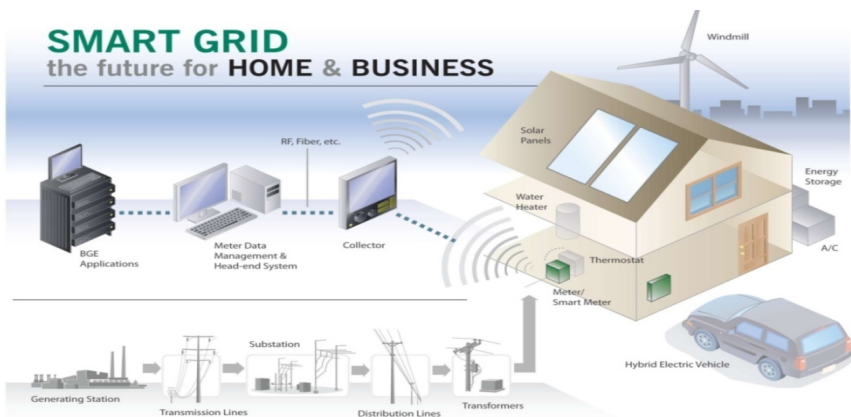 SMART GRID
the future for HOME & BUSINESS
Windmill
Solar
Panels
RF, Fiber, etc.
Energy
Storage
Water
Heater
BGE
Applications
Meter Data
Management &
Head-end System
Collector
A/C
Thermostat
Meter/
Smart Meter
Substation
Hybrid Electric Vehicle
Generating Station
Transmission Lines
Distribution Lines
Transformers